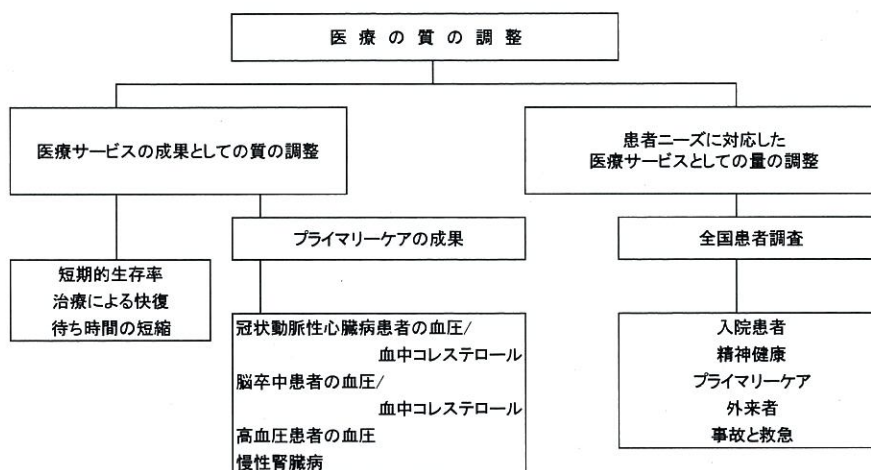 医療の質の調整
医療サービスの成果としての質の調整
患者ニーズに対応した
医療サービスとしての量の調整
プライマリーケアの成果
全国患者調査
短期的生存率
治療による快復
待ち時間の短縮
冠状動脈性心臓病患者の血圧/
血中コレステロール
脳卒中患者の血圧/
血中コレステロール
高血圧患者の血圧
慢性腎臓病
入院患者
精神健康
プライマリーケア
外来者
事故と救急